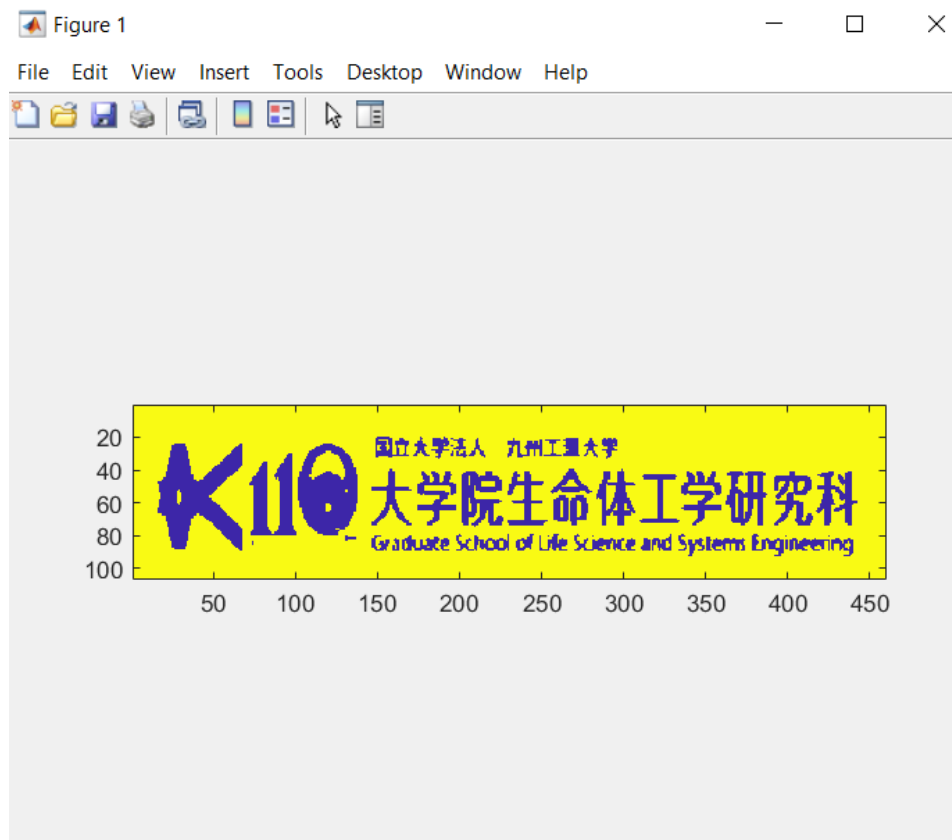 Figure 1
File Edit View Insert Tools Desktop Window Help
国立大学法人 九州工業大学
大学院生命体工学研究科
Graduate School of Life Science and Systems Engineering
20
40
60
80
100
50 100 150 200 250 300 350 400 450